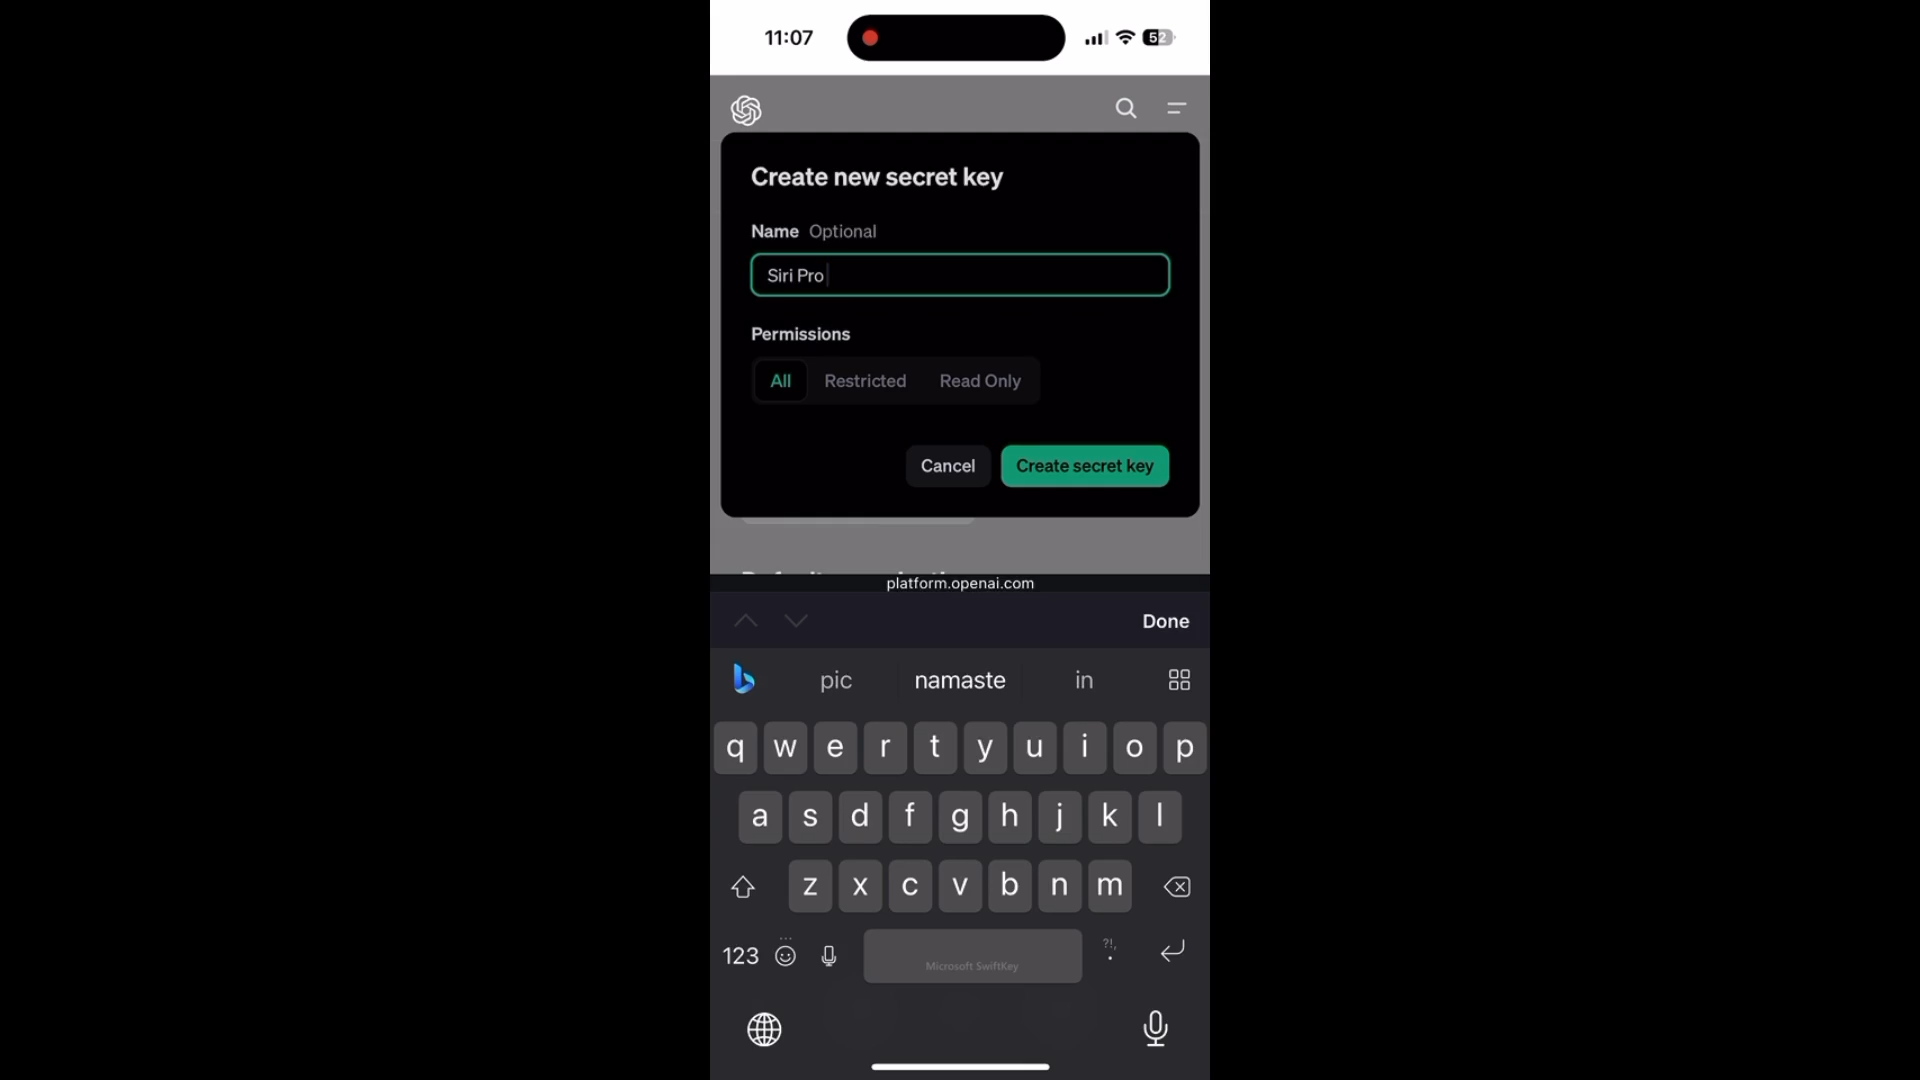 11:07
52
Create new secret key
Name Optional
Siri Pro
Permissions
All Restricted Read Only
Cancel Create secret key
platform.openai.com
Done
pic namaste in
q w e r t y u i o p
a s d f g h j k l
z x c v b n m
?!,
123 .
Microsoft SwiftKey